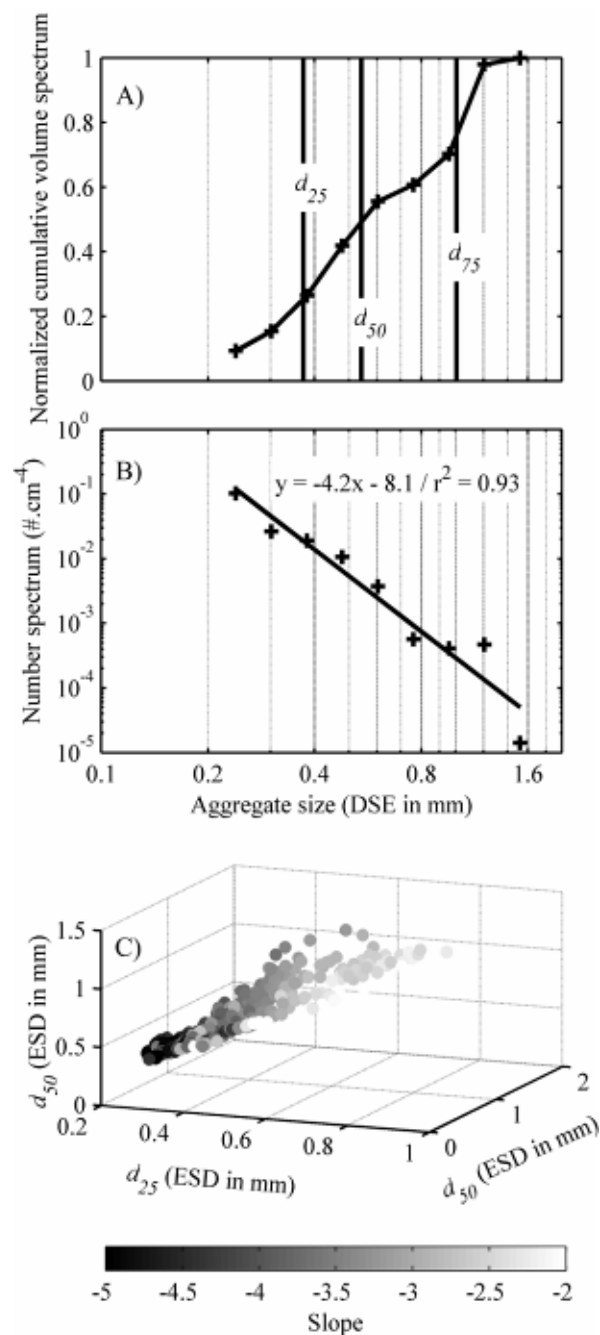 Normalized cumulative volume spectrum
A)
1
0.8
0.6
0.4
0.2
0
d25
d50
d75
Number spectrum (#.cm-4)
B)
y = -4.2x - 8.1 / r2 = 0.93
10^0
10^-1
10^-2
10^-3
10^-4
10^-5
0.1
0.2
0.4
0.8
1.6
Aggregate size (DSE in mm)
C)
d50 (ESD in mm)
1.5
1
0.5
0
0.2
0.4
0.6
0.8
1
d25 (ESD in mm)
0
1
2
d50 (ESD in mm)
-5
-4.5
-4
-3.5
-3
-2.5
-2
Slope